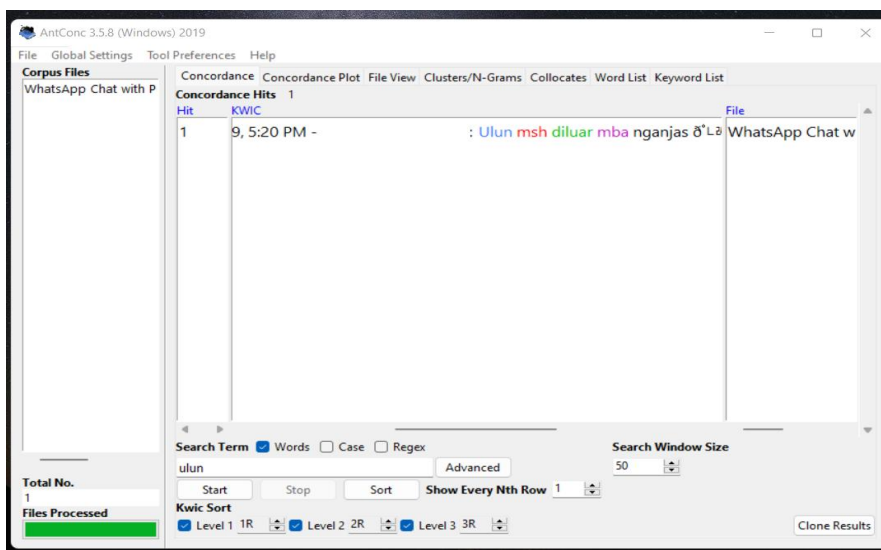 AntConc 3.5.8 (Windows) 2019
File Global Settings Tool Preferences Help
Corpus Files
WhatsApp Chat with P
Concordance Concordance Plot File View Clusters/N-Grams Collocates Word List Keyword List
Concordance Hits 1
Hit KWIC File
1 9, 5:20 PM - : Ulun msh diluar mba nganjas WhatsApp Chat w
Search Term Words Case Regex Search Window Size
ulun Advanced 50
Total No.
1
Start Stop Sort Show Every Nth Row 1
Files Processed
Kwic Sort
Level 1 1R Level 2 2R Level 3 3R Clone Results